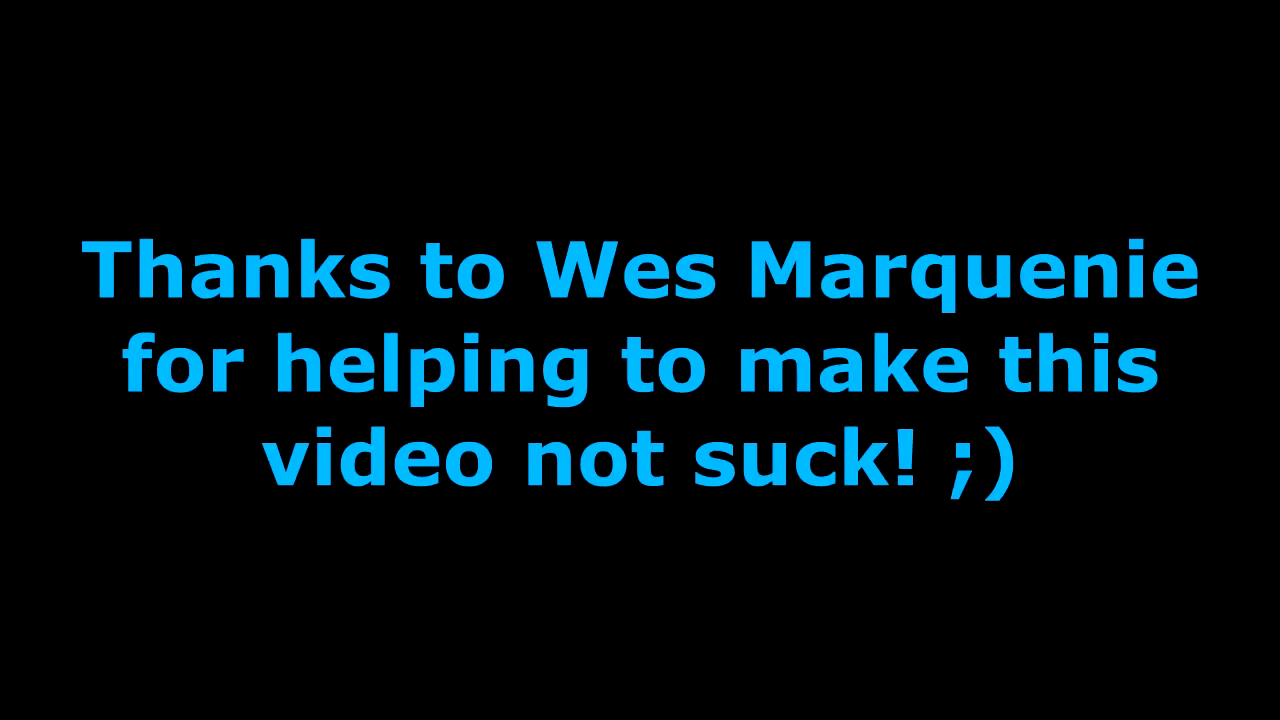 Thanks to Wes Marquenie
for helping to make this
video not suck! ;)